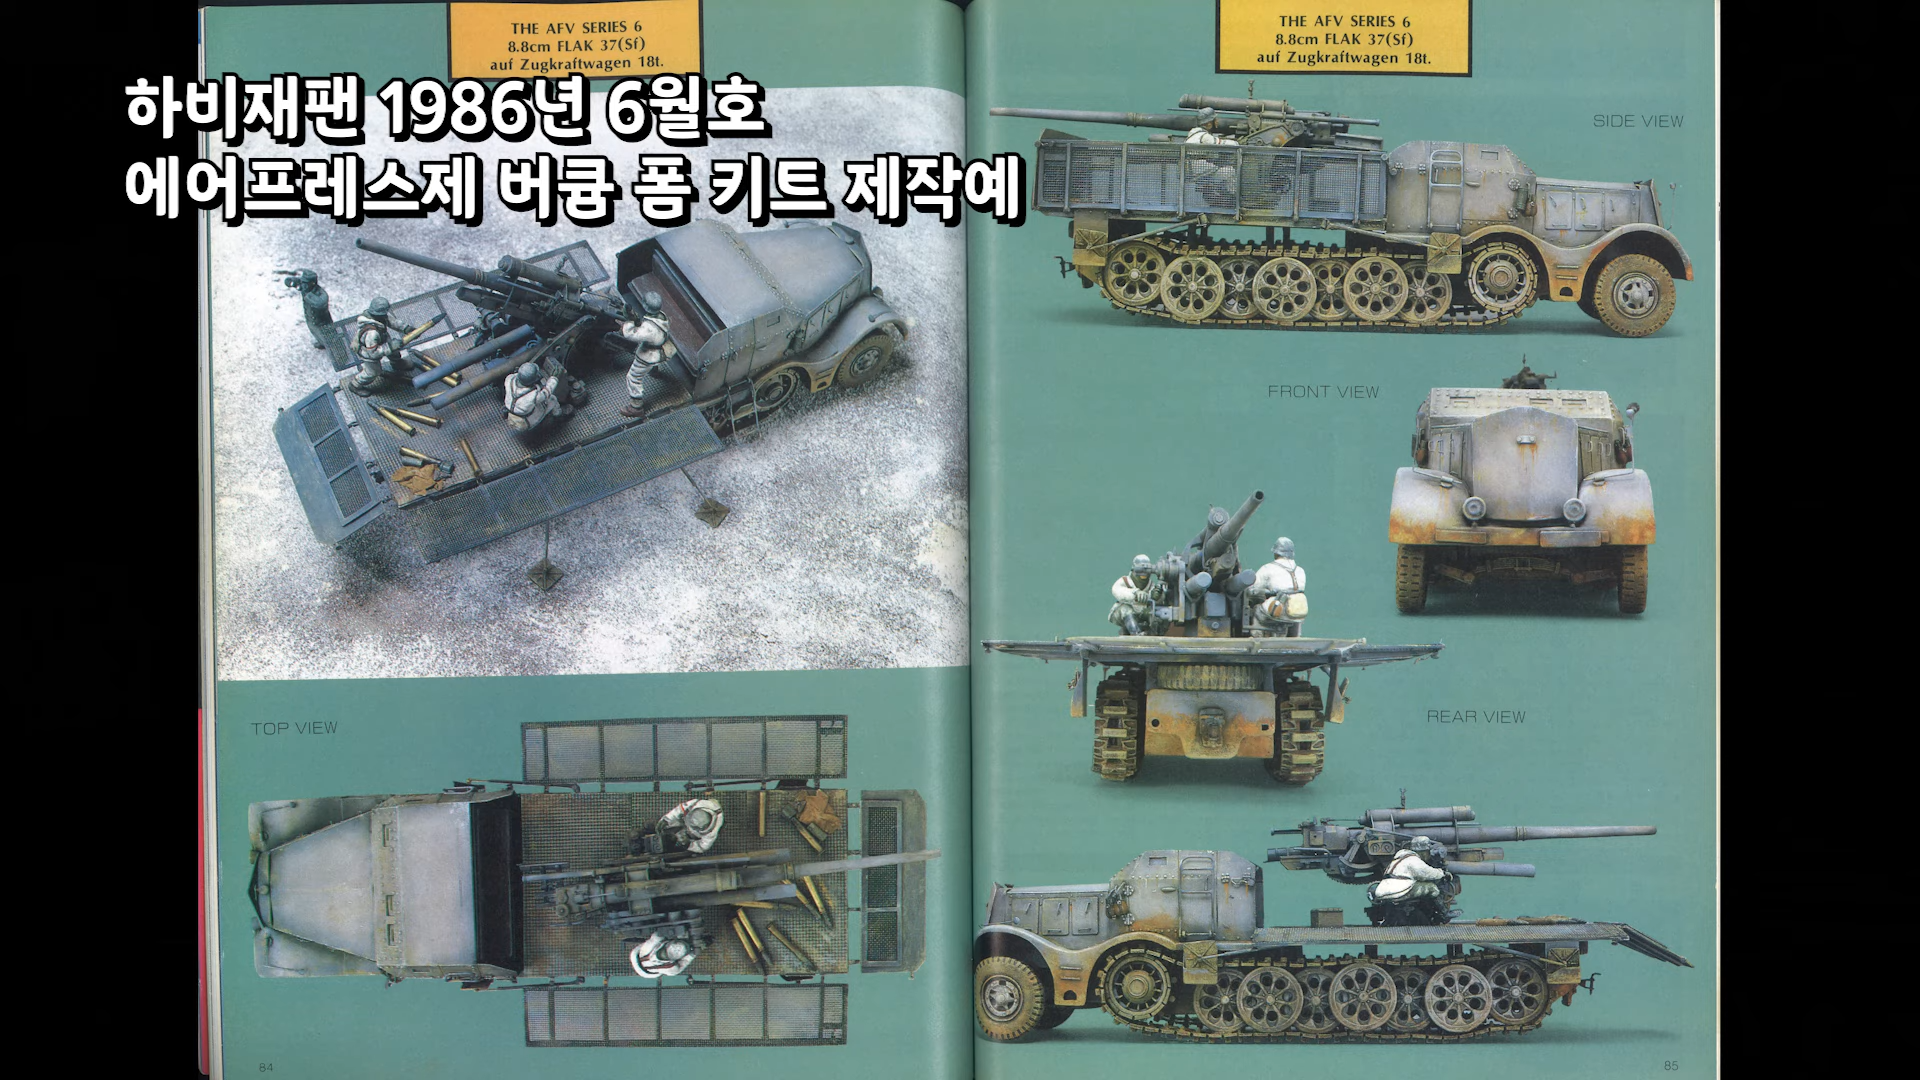 THE AFV SERIES 6
8.8cm FLAK 37(Sf)
auf Zugkraftwagen 18t.
하비재팬 1986년 6월호
에어프레스제 버큠 폼 키트 제작예
TOP VIEW
84
THE AFV SERIES 6
8.8cm FLAK 37(Sf)
auf Zugkraftwagen 18t.
SIDE VIEW
FRONT VIEW
REAR VIEW
85